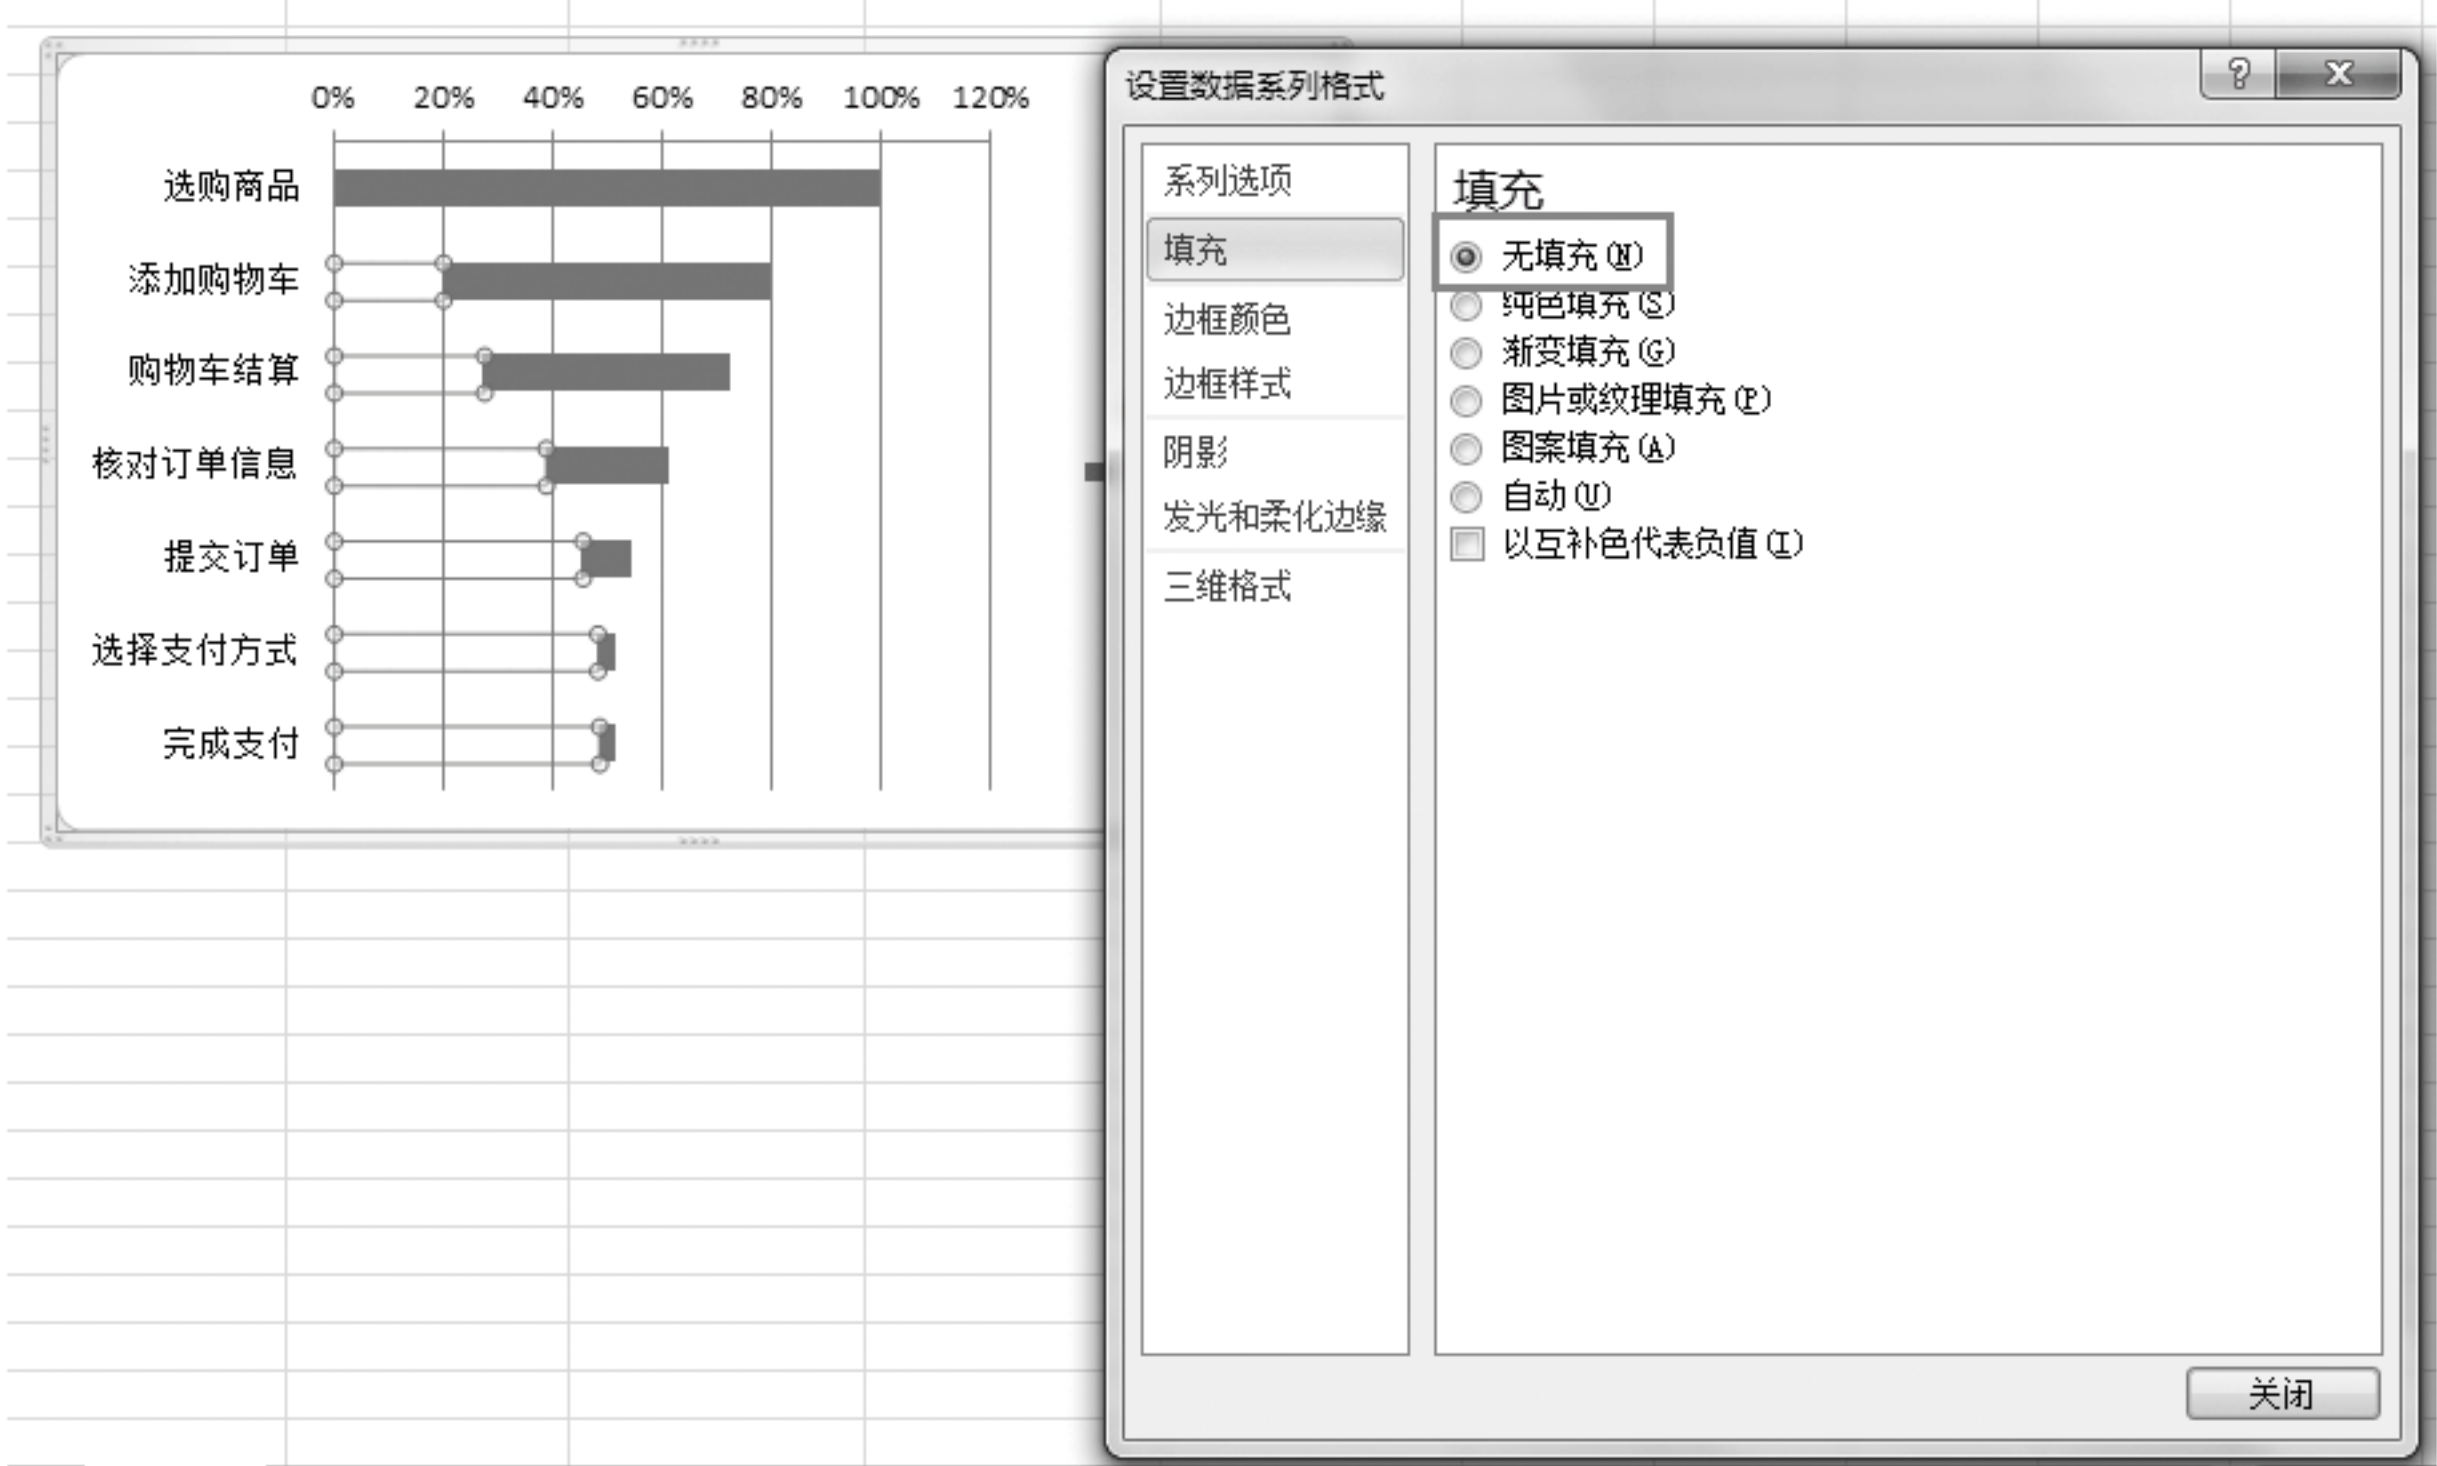 0% 20% 40% 60% 80% 100% 120%
选购商品
添加购物车
购物车结算
核对订单信息
提交订单
选择支付方式
完成支付
设置数据系列格式
系列选项
填充
边框颜色
边框样式
阴影
发光和柔化边缘
三维格式
填充
无填充(N)
纯色填充(S)
渐变填充(G)
图片或纹理填充(P)
图案填充(A)
自动(U)
以互补色代表负值(I)
关闭